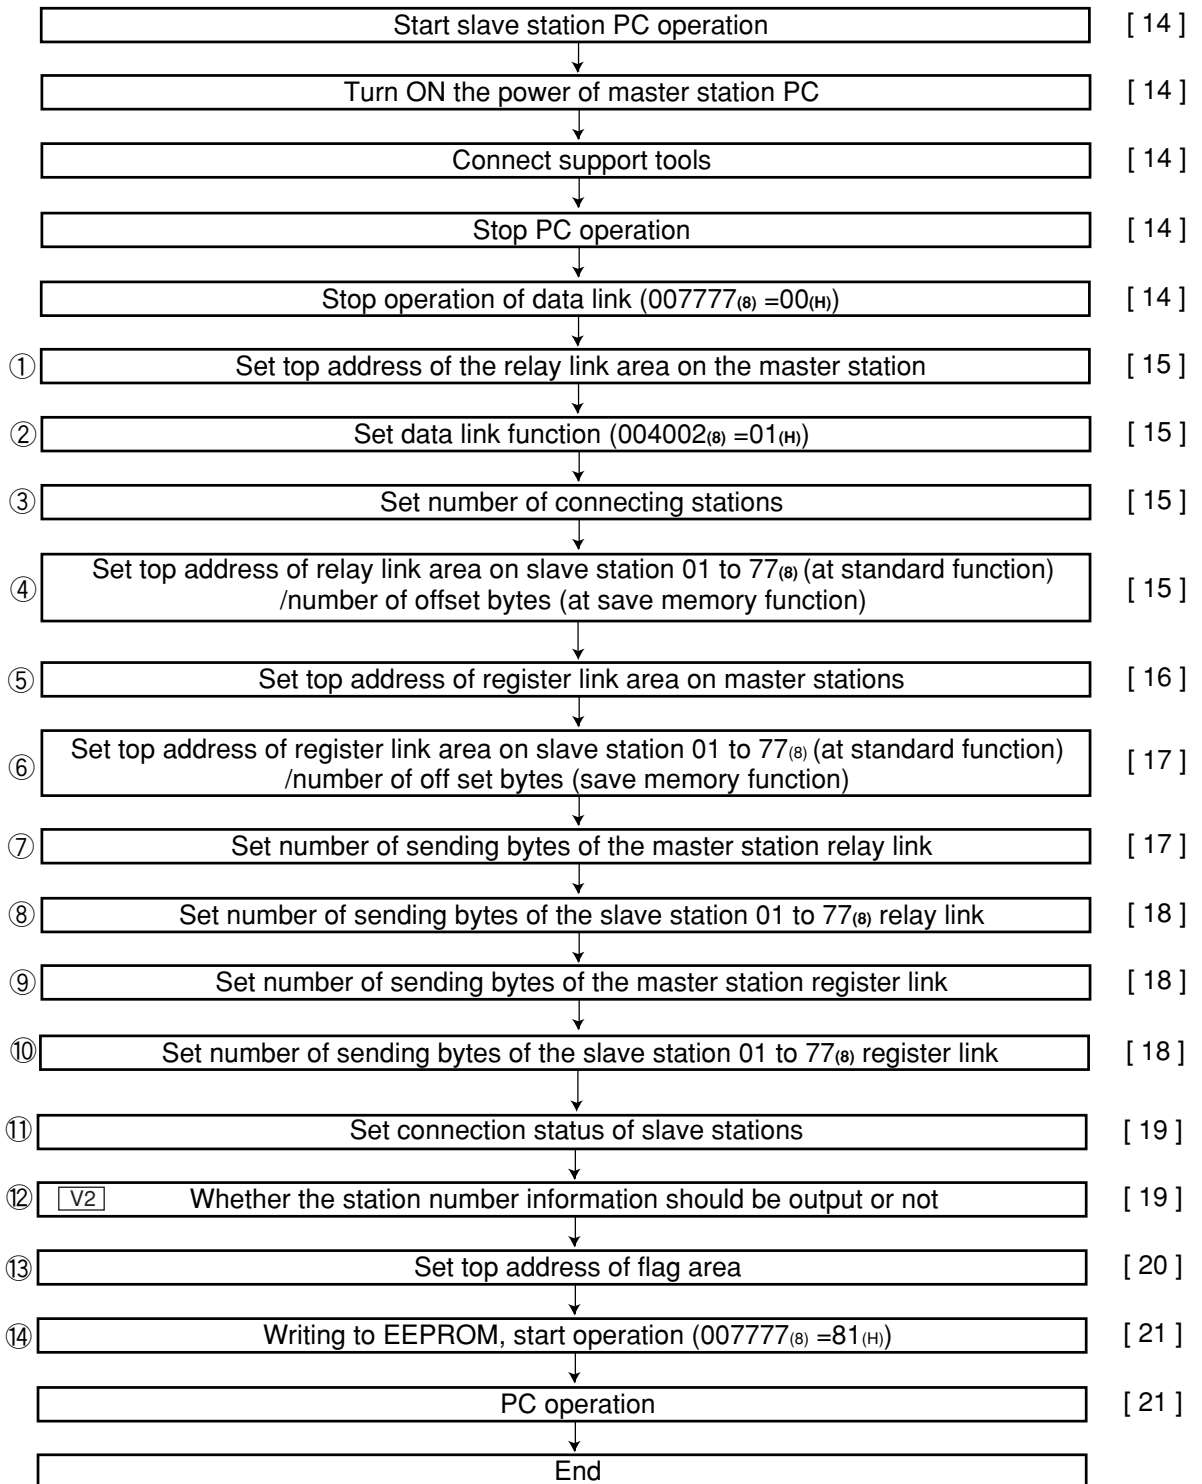 Start slave station PC operation [ 14 ]
Turn ON the power of master station PC [ 14 ]
Connect support tools [ 14 ]
Stop PC operation [ 14 ]
Stop operation of data link (007777(8) =00(H)) [ 14 ]
① Set top address of the relay link area on the master station [ 15 ]
② Set data link function (004002(8) =01(H)) [ 15 ]
③ Set number of connecting stations [ 15 ]
④ Set top address of relay link area on slave station 01 to 77(8) (at standard function)
/number of offset bytes (at save memory function) [ 15 ]
⑤ Set top address of register link area on master stations [ 16 ]
⑥ Set top address of register link area on slave station 01 to 77(8) (at standard function)
/number of off set bytes (save memory function) [ 17 ]
⑦ Set number of sending bytes of the master station relay link [ 17 ]
⑧ Set number of sending bytes of the slave station 01 to 77(8) relay link [ 18 ]
⑨ Set number of sending bytes of the master station register link [ 18 ]
⑩ Set number of sending bytes of the slave station 01 to 77(8) register link [ 18 ]
⑪ Set connection status of slave stations [ 19 ]
⑫ V2 Whether the station number information should be output or not [ 19 ]
⑬ Set top address of flag area [ 20 ]
⑭ Writing to EEPROM, start operation (007777(8) =81(H)) [ 21 ]
PC operation [ 21 ]
End